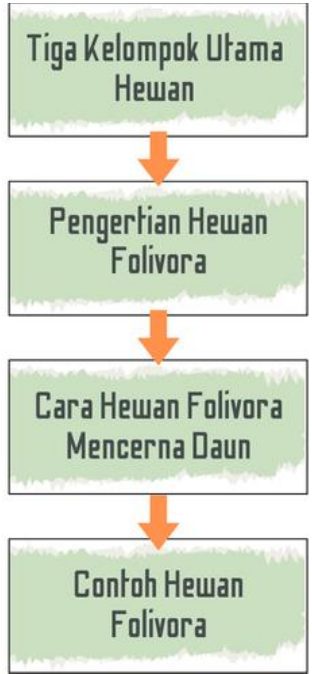 Tiga Kelompok Utama
Hewan
Pengertian Hewan
Folivora
Cara Hewan Folivora
Mencerna Daun
Contoh Hewan
Folivora